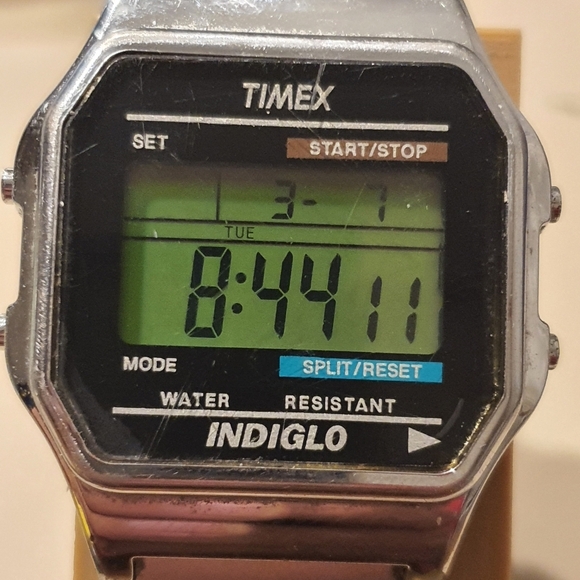 TIMEX
SET START/STOP
3- 7
TUE
8:44 11
MODE SPLIT/RESET
WATER RESISTANT
INDIGLO